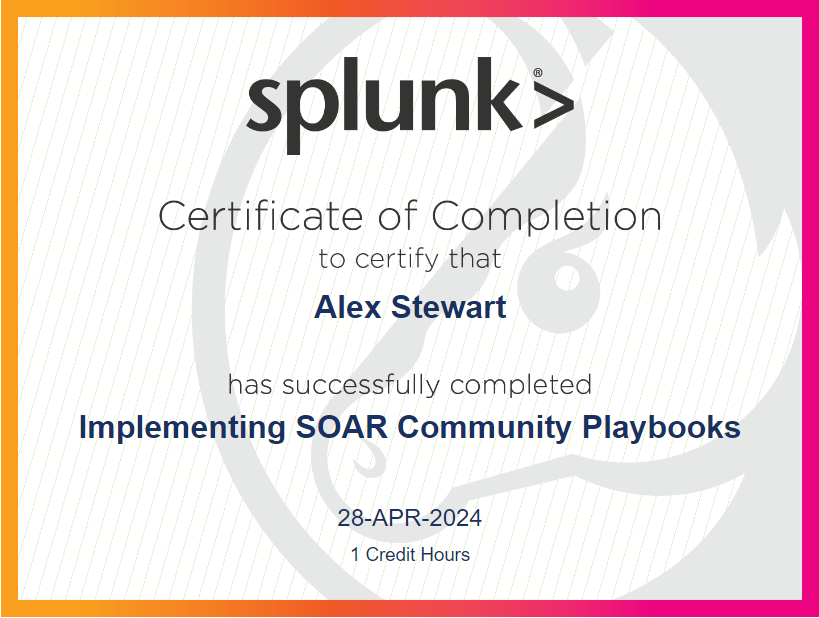 splunk>®
Certificate of Completion
to certify that
Alex Stewart
has successfully completed
Implementing SOAR Community Playbooks
28-APR-2024
1 Credit Hours